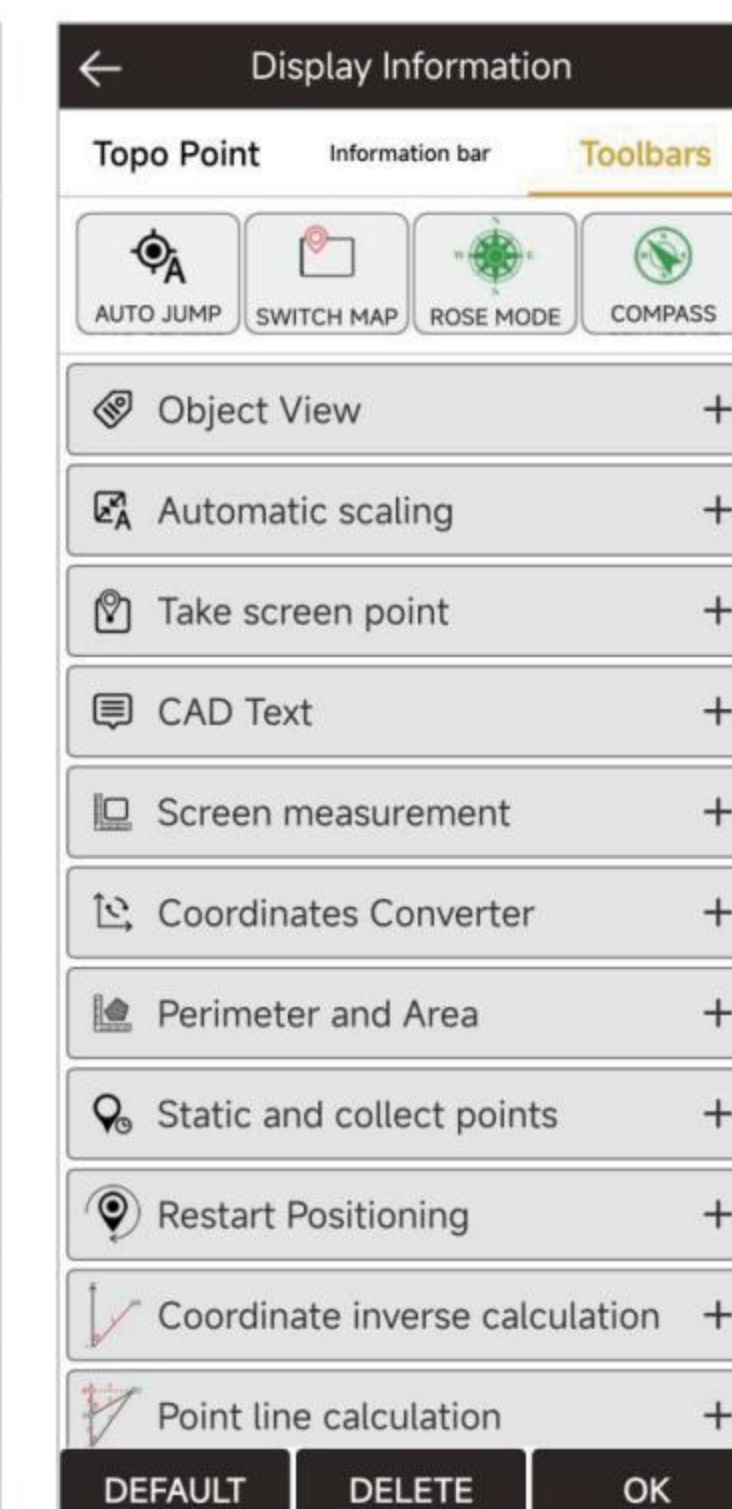 Display Information
Topo Point Information bar Toolbars
AUTO JUMP SWITCH MAP ROSE MODE COMPASS
Object View +
Automatic scaling +
Take screen point +
CAD Text +
Screen measurement +
Coordinates Converter +
Perimeter and Area +
Static and collect points +
Restart Positioning +
Coordinate inverse calculation +
Point line calculation +
DEFAULT DELETE OK